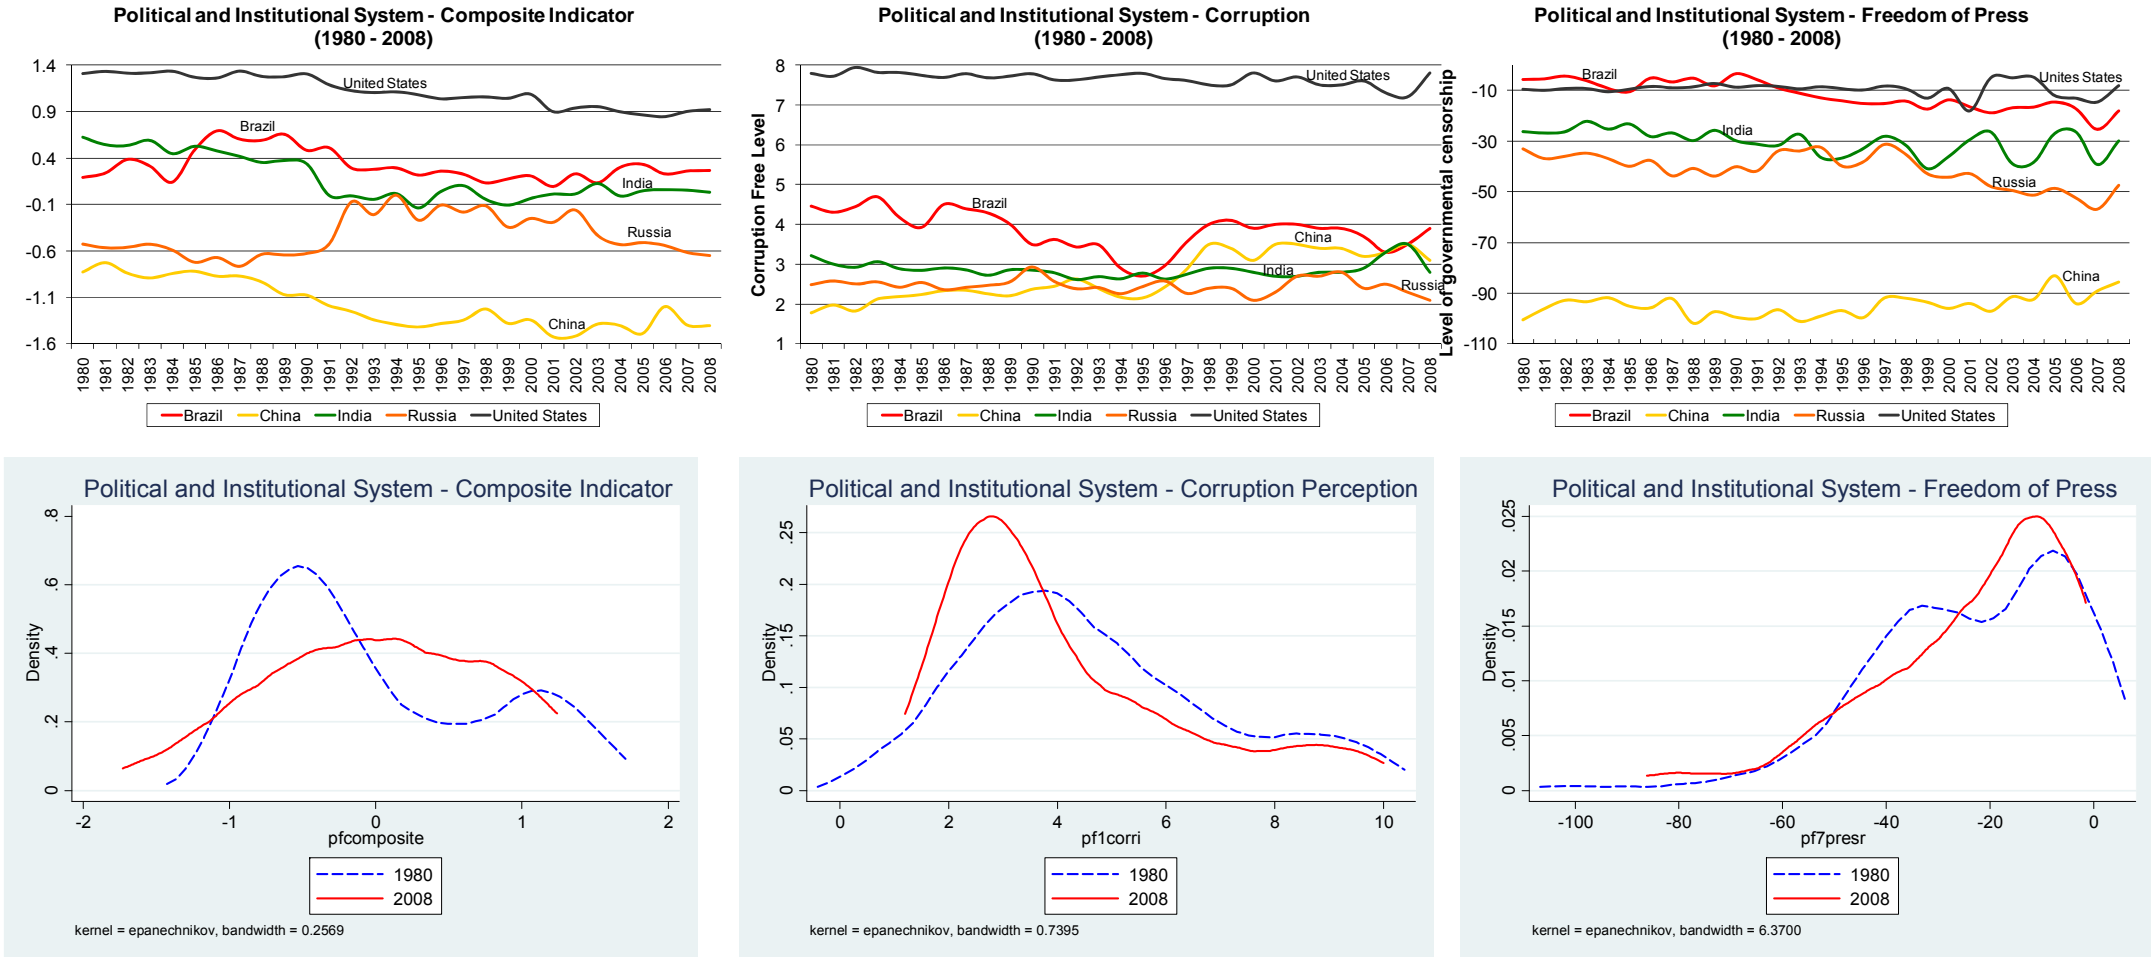 Political and Institutional System - Composite Indicator
(1980 - 2008)
1.4
0.9
0.4
-0.1
-0.6
-1.1
-1.6
United States
Brazil
India
Russia
China
1980 1981 1982 1983 1984 1985 1986 1987 1988 1989 1990 1991 1992 1993 1994 1995 1996 1997 1998 1999 2000 2001 2002 2003 2004 2005 2006 2007 2008
Brazil China India Russia United States
Political and Institutional System - Corruption
(1980 - 2008)
Corruption Free Level
8
7
6
5
4
3
2
1
United States
Brazil
China
India
Russia
1980 1981 1982 1983 1984 1985 1986 1987 1988 1989 1990 1991 1992 1993 1994 1995 1996 1997 1998 1999 2000 2001 2002 2003 2004 2005 2006 2007 2008
Brazil China India Russia United States
Political and Institutional System - Freedom of Press
(1980 - 2008)
Level of governmental censorship
-10
-30
-50
-70
-90
-110
Brazil
Unites States
India
Russia
China
1980 1981 1982 1983 1984 1985 1986 1987 1988 1989 1990 1991 1992 1993 1994 1995 1996 1997 1998 1999 2000 2001 2002 2003 2004 2005 2006 2007 2008
Brazil China India Russia United States
Political and Institutional System - Composite Indicator
Density
.8
.6
.4
.2
0
-2 -1 0 1 2
pfcomposite
1980
2008
kernel = epanechnikov, bandwidth = 0.2569
Political and Institutional System - Corruption Perception
Density
.25
.2
.15
.1
.05
0
0 2 4 6 8 10
pf1corri
1980
2008
kernel = epanechnikov, bandwidth = 0.7395
Political and Institutional System - Freedom of Press
Density
.025
.02
.015
.01
.005
0
-100 -80 -60 -40 -20 0
pf7presr
1980
2008
kernel = epanechnikov, bandwidth = 6.3700